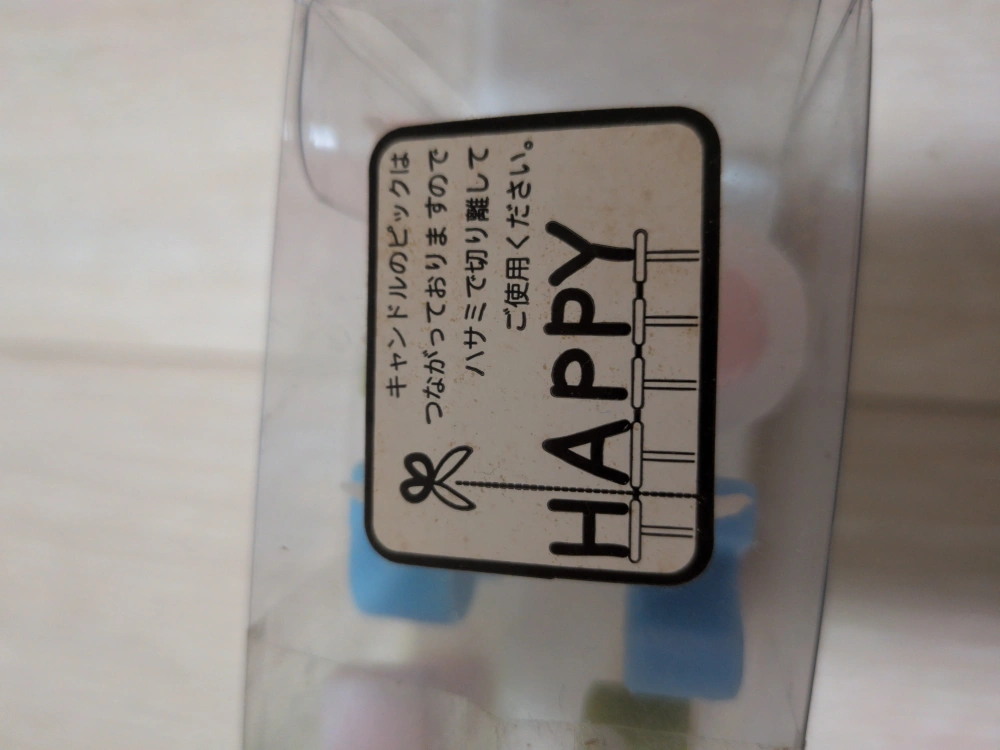 キャンドルのピックは
つながっておりますので
ハサミで切り離して
ご使用ください。
HAPPY